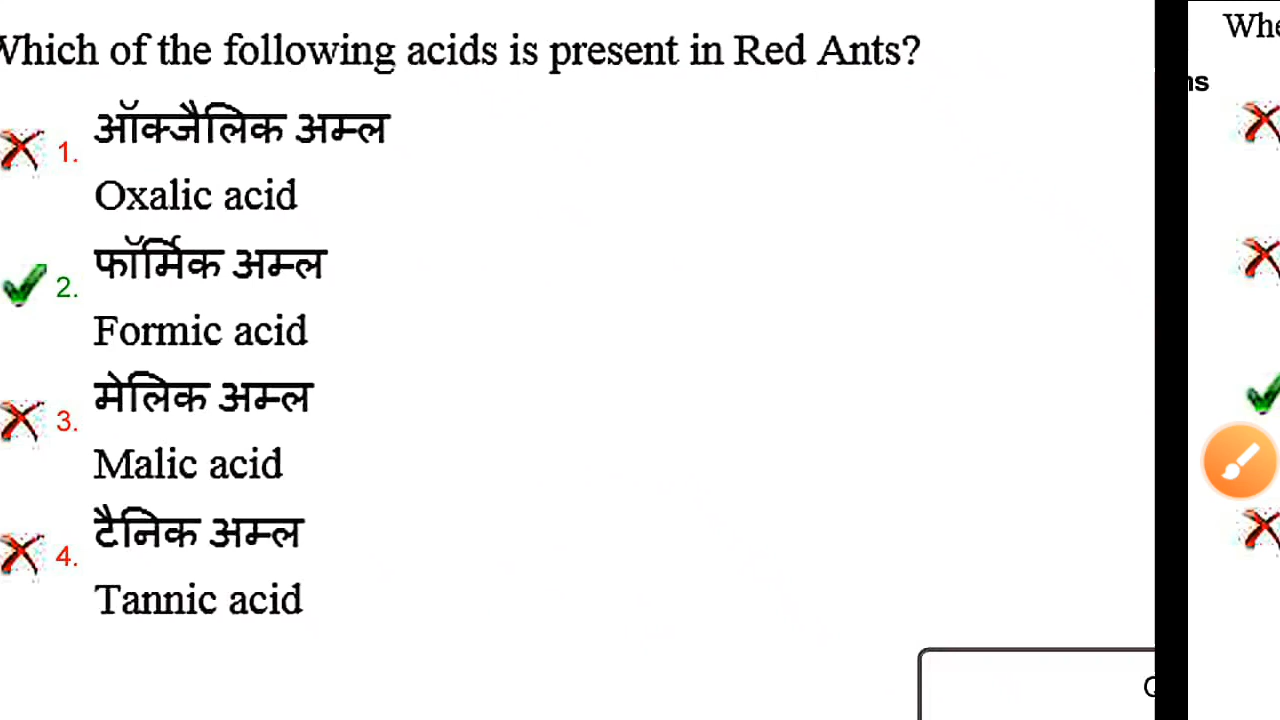 Which of the following acids is present in Red Ants?
1. ऑक्जैलिक अम्ल
Oxalic acid
2. फॉर्मिक अम्ल
Formic acid
3. मेलिक अम्ल
Malic acid
4. टैनिक अम्ल
Tannic acid